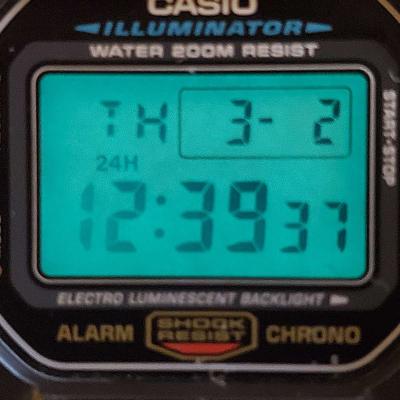 CASIO
ILLUMINATOR
WATER 200M RESIST
TH 3- 2
24H
12:39 37
START·STOP
ELECTRO LUMINESCENT BACKLIGHT
ALARM SHOCK RESIST CHRONO